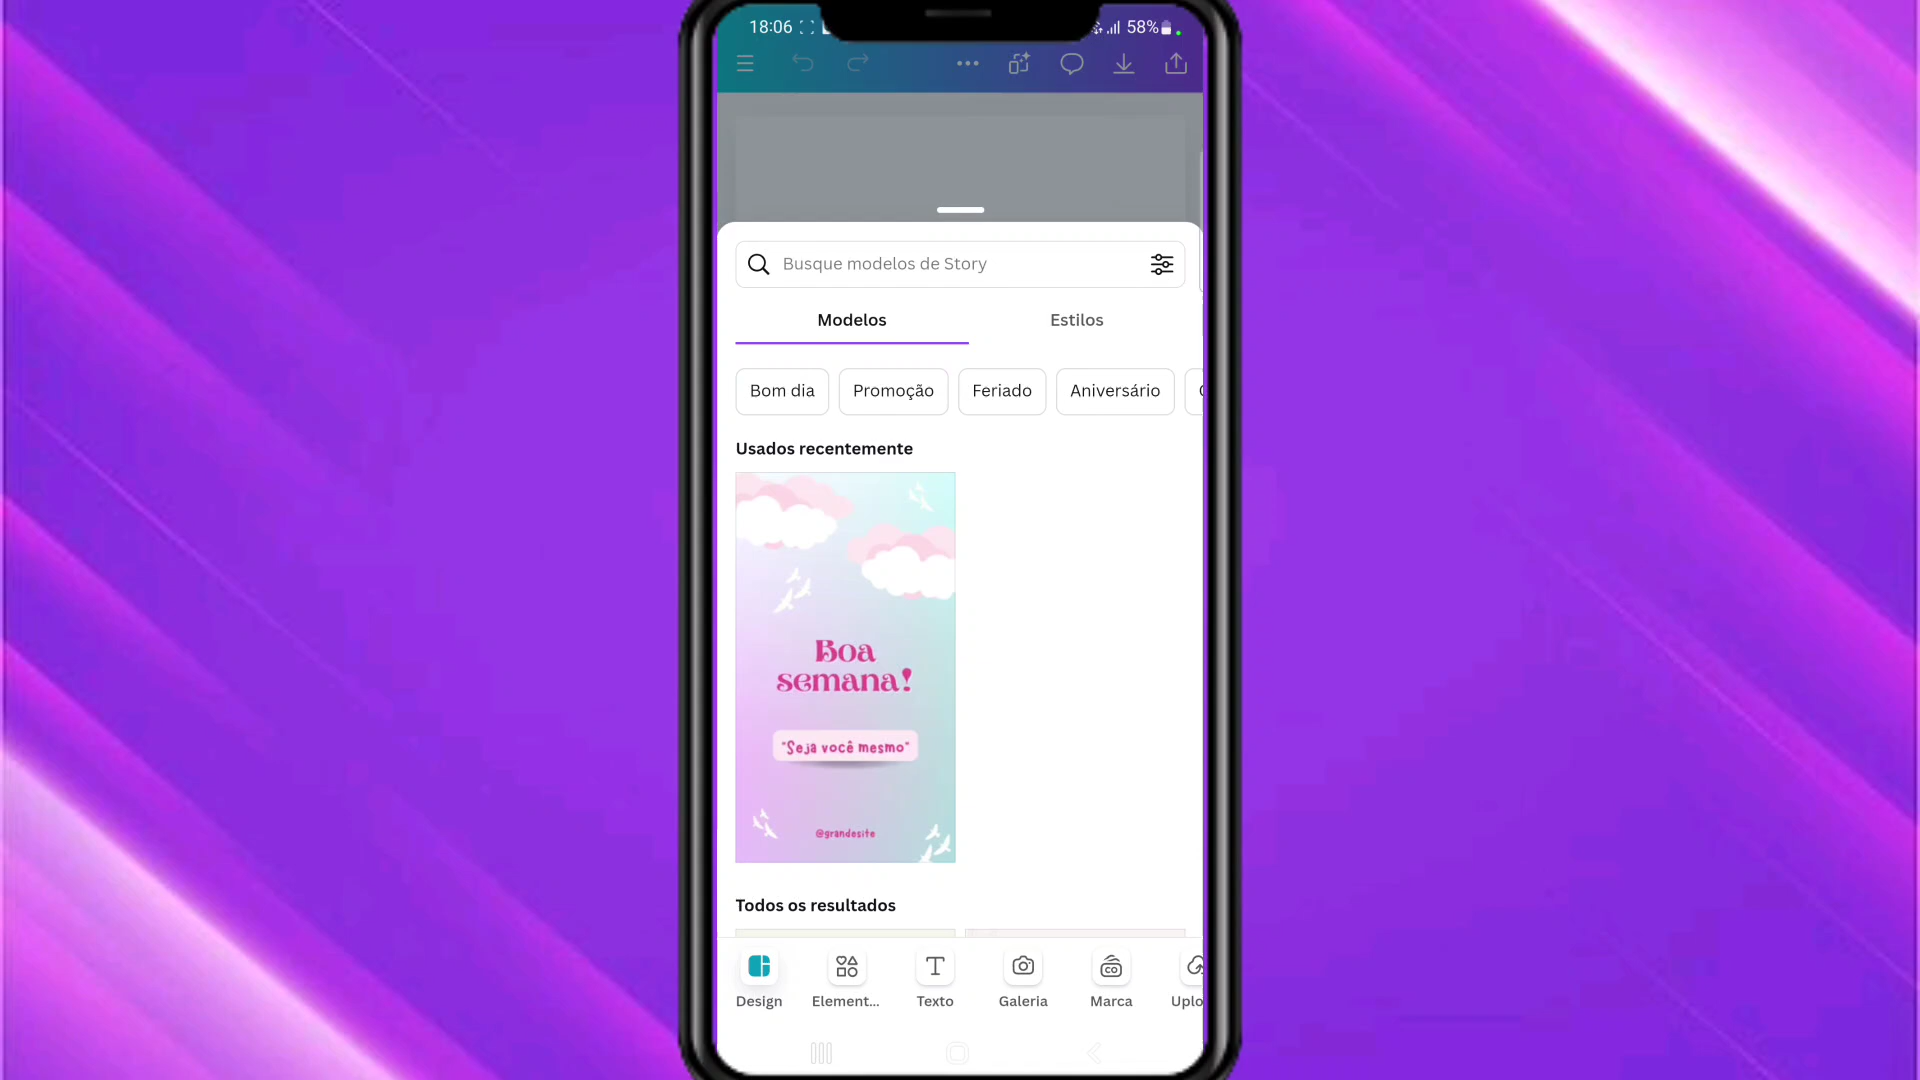 18:06
58%
Busque modelos de Story
Modelos
Estilos
Bom dia
Promoção
Feriado
Aniversário
Usados recentemente
Boa
semana!
"Seja você mesmo"
@grandesite
Todos os resultados
Design
Element...
Texto
Galeria
Marca
Uplo